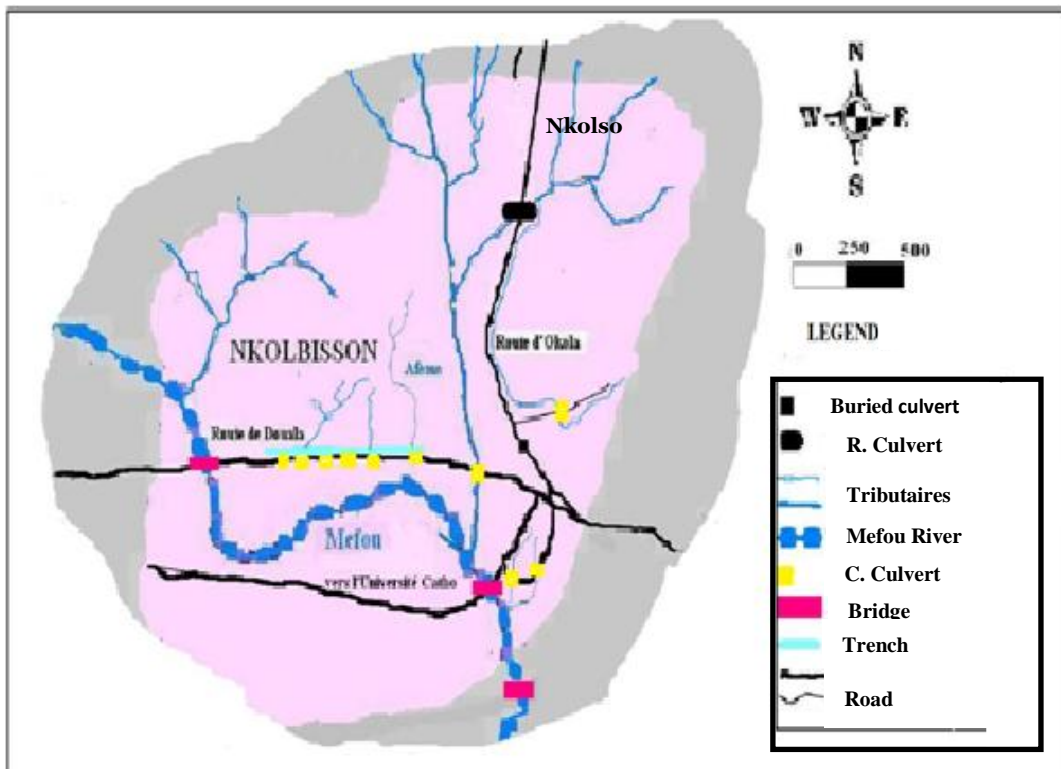 N
W E
S
Nkolso
0 250 500
Route d'Okala
LEGEND
NKOLBISSON
Afeme
Buried culvert
R. Culvert
Route de Douala
Tributaires
Mefou River
Mefou
C. Culvert
vers l'Université Catho
Bridge
Trench
Road